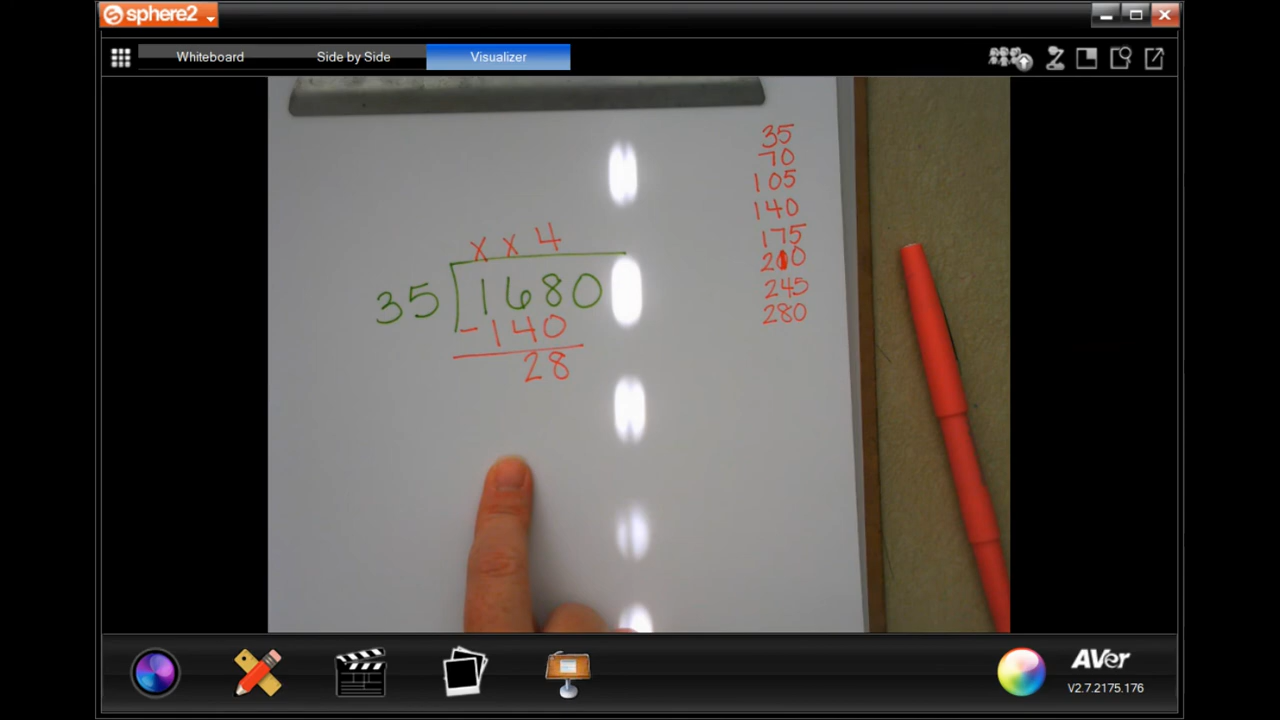 sphere2
Whiteboard Side by Side Visualizer
x x 4
35 1680
-140
28
35
70
105
140
175
210
245
280
AVer
V2.7.2175.176